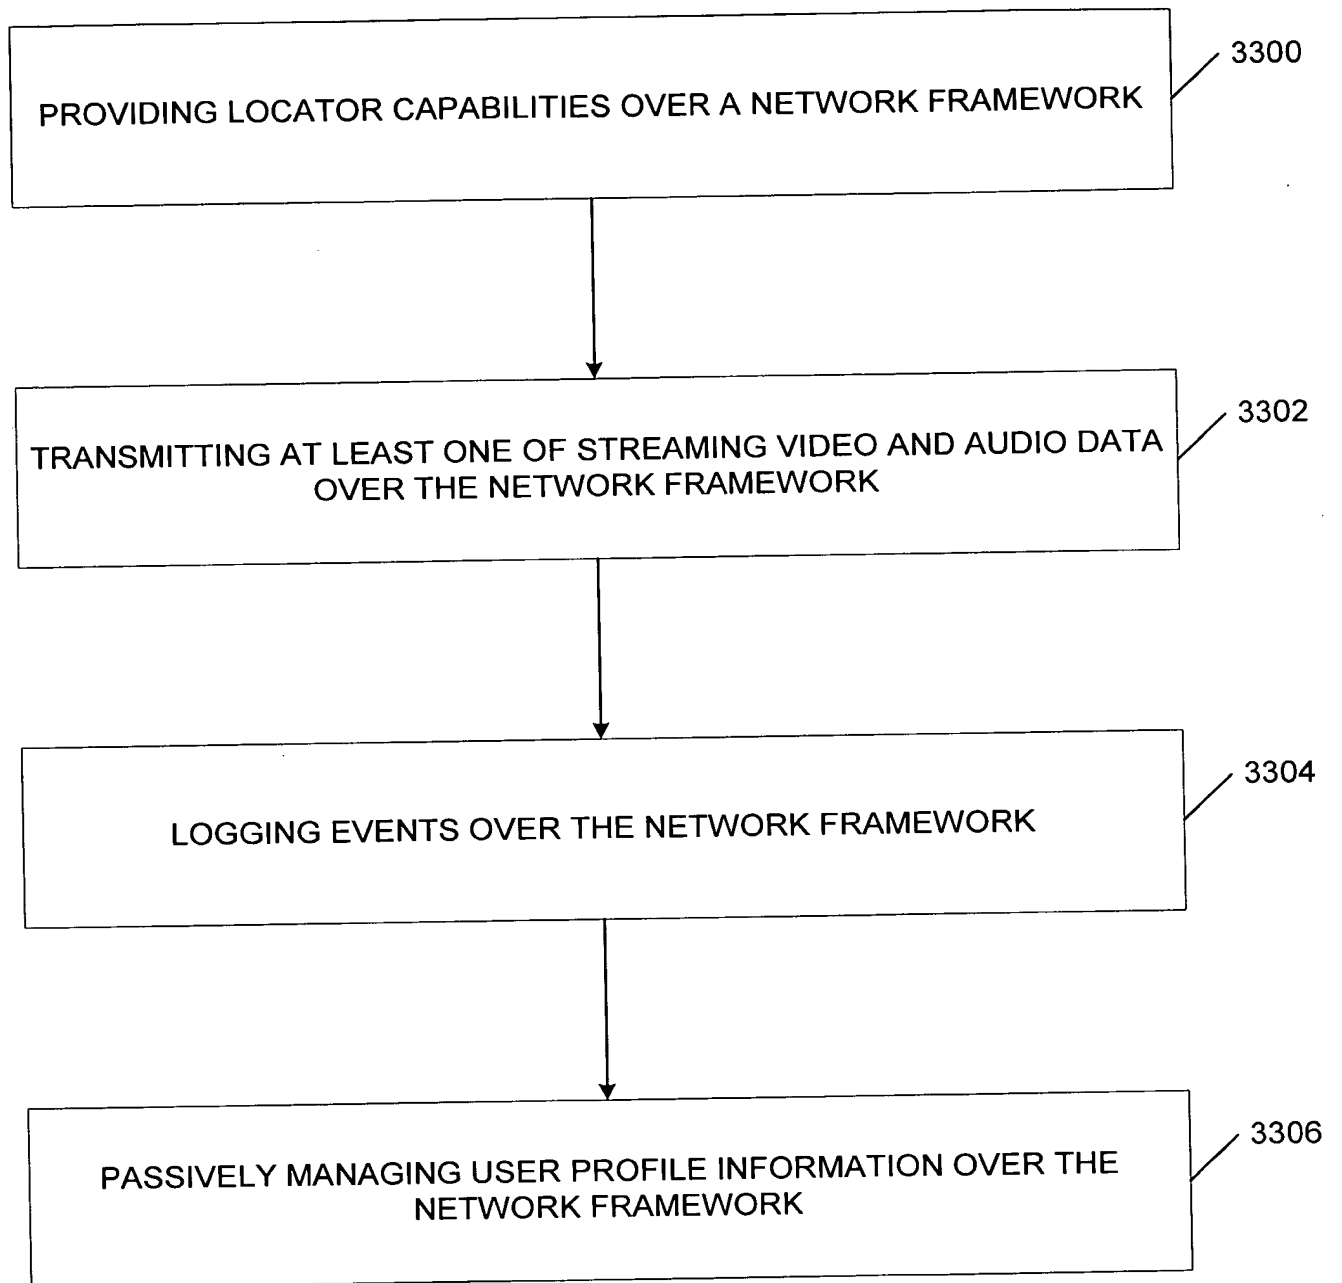 3300
PROVIDING LOCATOR CAPABILITIES OVER A NETWORK FRAMEWORK
3302
TRANSMITTING AT LEAST ONE OF STREAMING VIDEO AND AUDIO DATA
OVER THE NETWORK FRAMEWORK
3304
LOGGING EVENTS OVER THE NETWORK FRAMEWORK
3306
PASSIVELY MANAGING USER PROFILE INFORMATION OVER THE
NETWORK FRAMEWORK